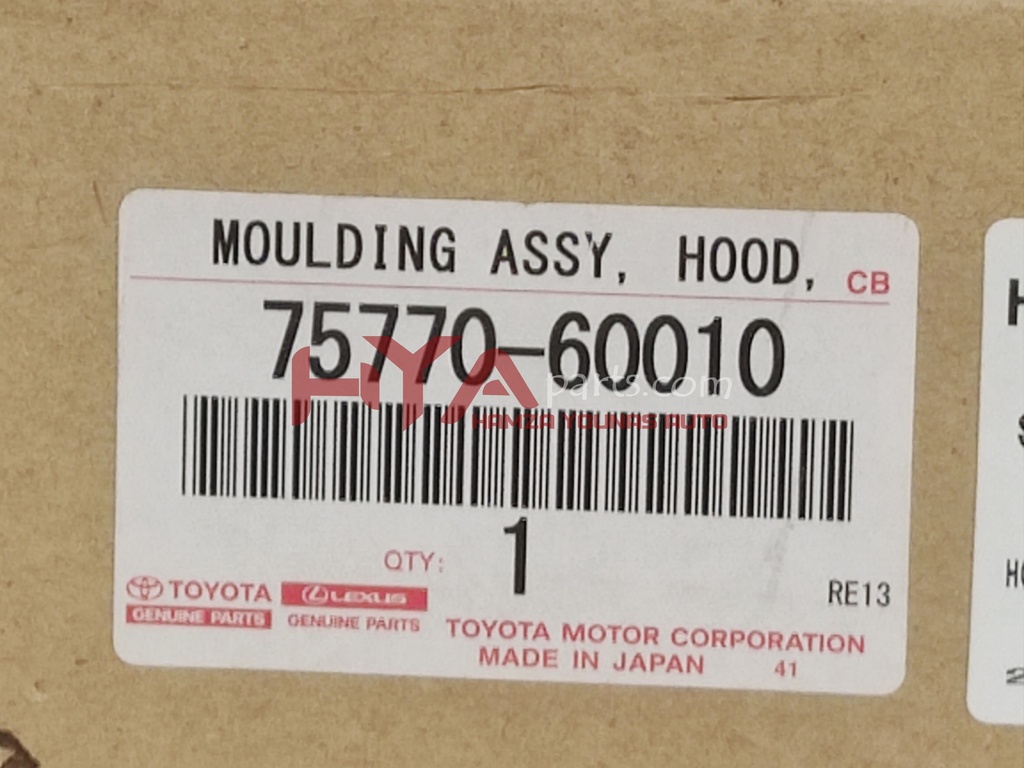 MOULDING ASSY, HOOD, CB
75770-60010
HYA parts.com
HAMZA YOUNAS AUTO
QTY: 1
TOYOTA LEXUS RE13
GENUINE PARTS GENUINE PARTS
TOYOTA MOTOR CORPORATION
MADE IN JAPAN 41